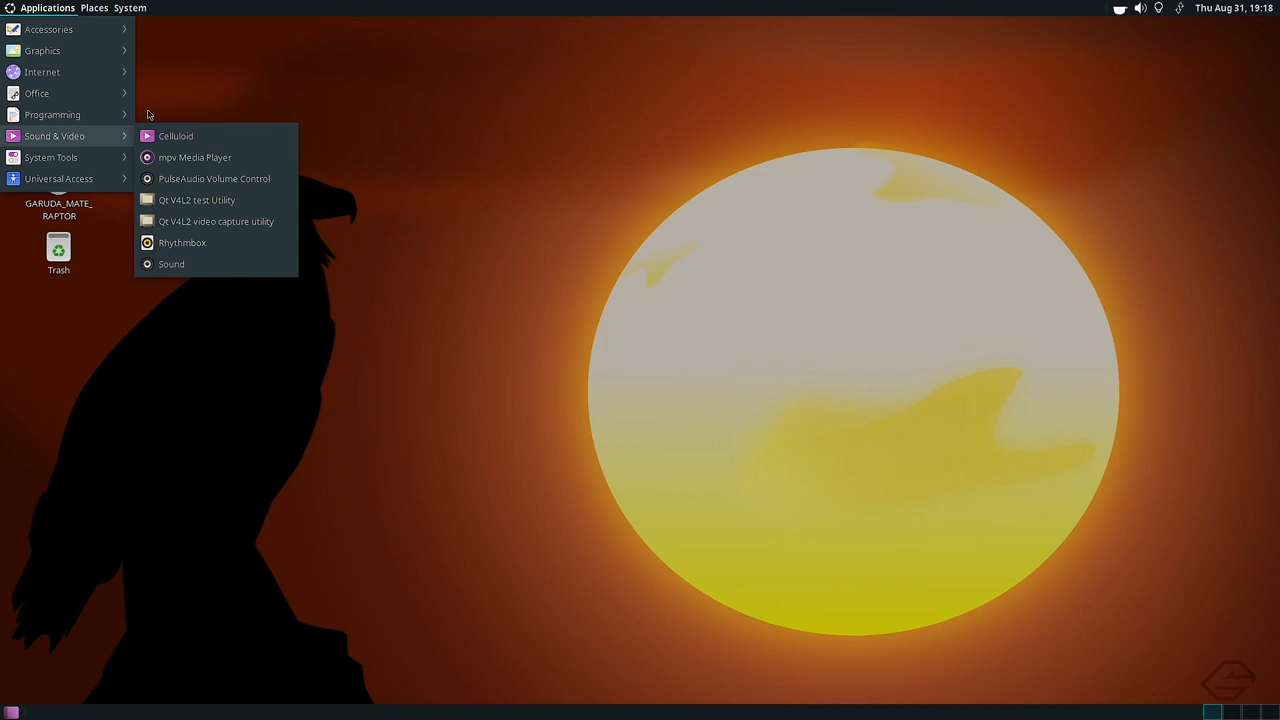 Applications Places System
Thu Aug 31, 19:18
Accessories
Graphics
Internet
Office
Programming
Sound & Video
System Tools
Universal Access
Celluloid
mpv Media Player
PulseAudio Volume Control
Qt V4L2 test Utility
Qt V4L2 video capture utility
Rhythmbox
Sound
GARUDA_MATE_
RAPTOR
Trash